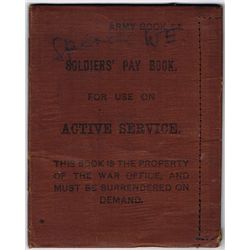 ARMY BOOK 64
SOLDIERS' PAY BOOK.
FOR USE ON
ACTIVE SERVICE.
THIS BOOK IS THE PROPERTY
OF THE WAR OFFICE, AND
MUST BE SURRENDERED ON
DEMAND.